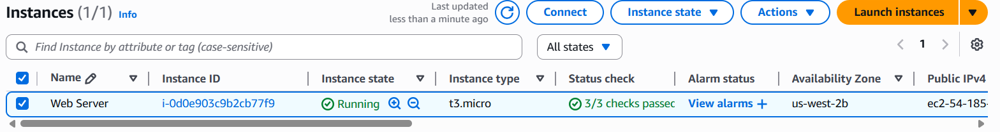 Instances (1/1) Info
Last updated
less than a minute ago
Connect
Instance state
Actions
Launch instances
Find Instance by attribute or tag (case-sensitive)
All states
1
Name Instance ID Instance state Instance type Status check Alarm status Availability Zone Public IPv4
Web Server i-0d0e903c9b2cb77f9 Running t3.micro 3/3 checks passec View alarms + us-west-2b ec2-54-185-